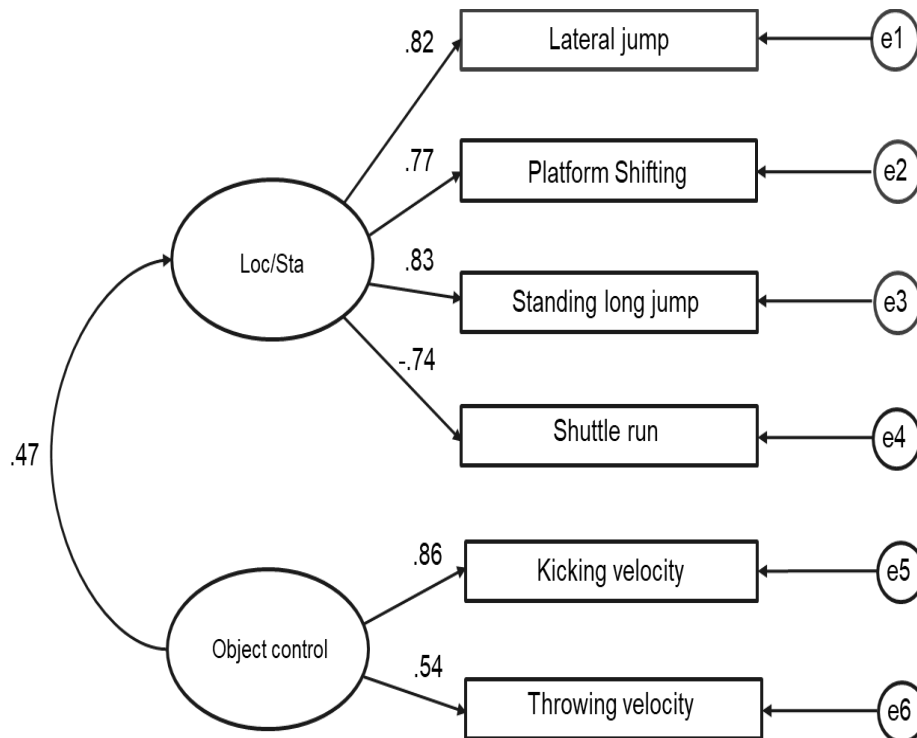 .82
Lateral jump
e1
.77
Platform Shifting
e2
Loc/Sta
.83
Standing long jump
e3
-.74
Shuttle run
e4
.47
.86
Kicking velocity
e5
Object control
.54
Throwing velocity
e6